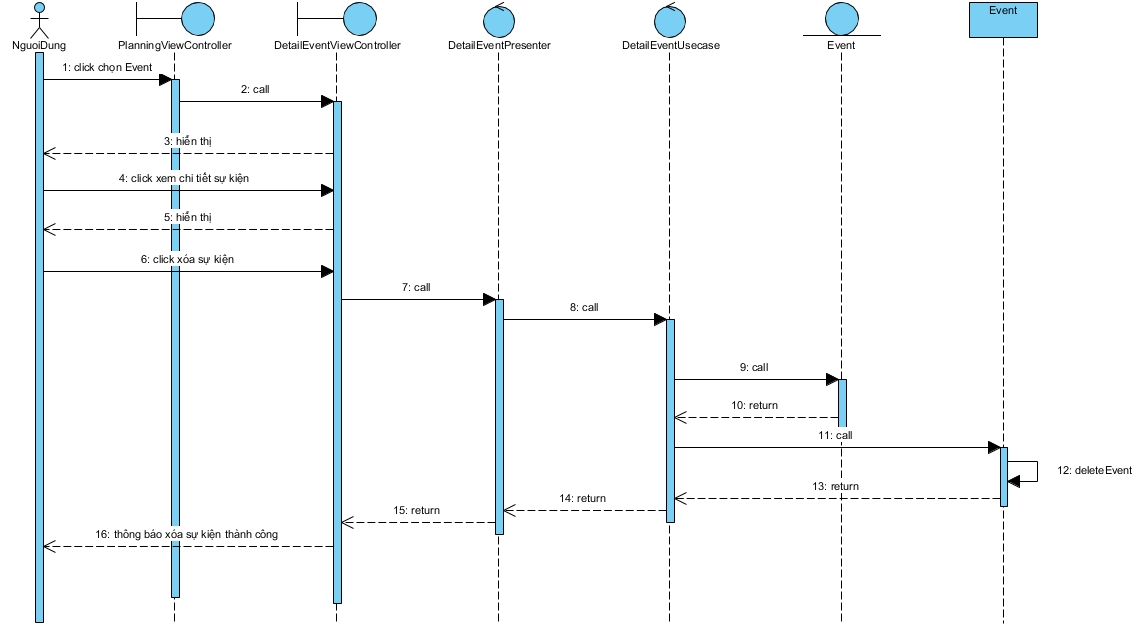 Event
NguoiDung
PlanningViewController
DetailEventViewController
DetailEventPresenter
DetailEventUsecase
Event
1: click chọn Event
2: call
3: hiển thị
4: click xem chi tiết sự kiện
5: hiển thị
6: click xóa sự kiện
7: call
8: call
9: call
10: return
11: call
12: deleteEvent
13: return
14: return
15: return
16: thông báo xóa sự kiện thành công